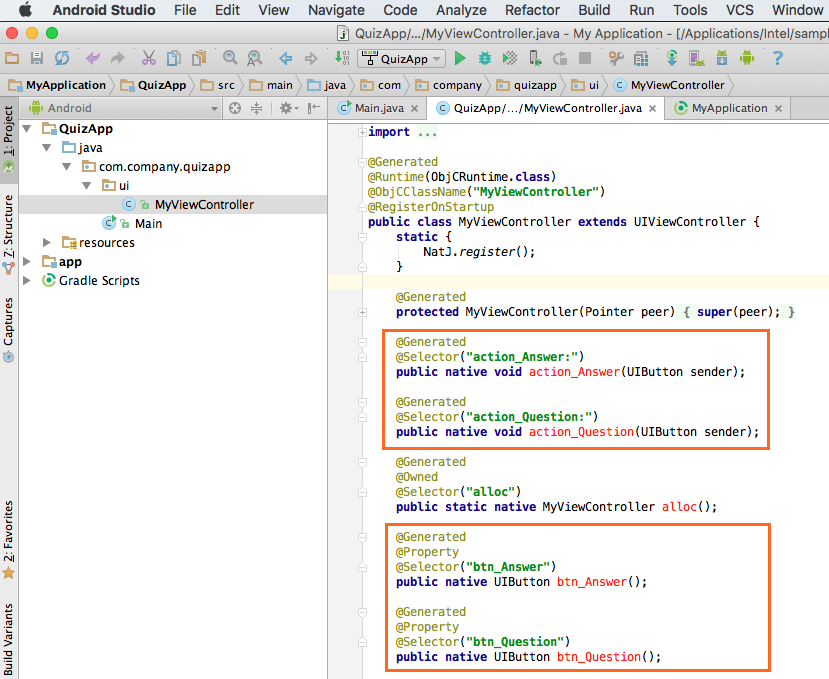 Android Studio File Edit View Navigate Code Analyze Refactor Build Run Tools VCS Window
QuizApp/.../MyViewController.java - My Application - [/Applications/Intel/sampl
QuizApp
MyApplication QuizApp src main java com company quizapp ui MyViewController
1: Project
Z: Structure
Captures
2: Favorites
Build Variants
Android
QuizApp
java
com.company.quizapp
ui
MyViewController
Main
resources
app
Gradle Scripts
Main.java QuizApp/.../MyViewController.java MyApplication
import ...
@Generated
@Runtime(ObjCRuntime.class)
@ObjCClassName("MyViewController")
@RegisterOnStartup
public class MyViewController extends UIViewController {
static {
NatJ.register();
}
@Generated
protected MyViewController(Pointer peer) { super(peer); }
@Generated
@Selector("action_Answer:")
public native void action_Answer(UIButton sender);
@Generated
@Selector("action_Question:")
public native void action_Question(UIButton sender);
@Generated
@Owned
@Selector("alloc")
public static native MyViewController alloc();
@Generated
@Property
@Selector("btn_Answer")
public native UIButton btn_Answer();
@Generated
@Property
@Selector("btn_Question")
public native UIButton btn_Question();